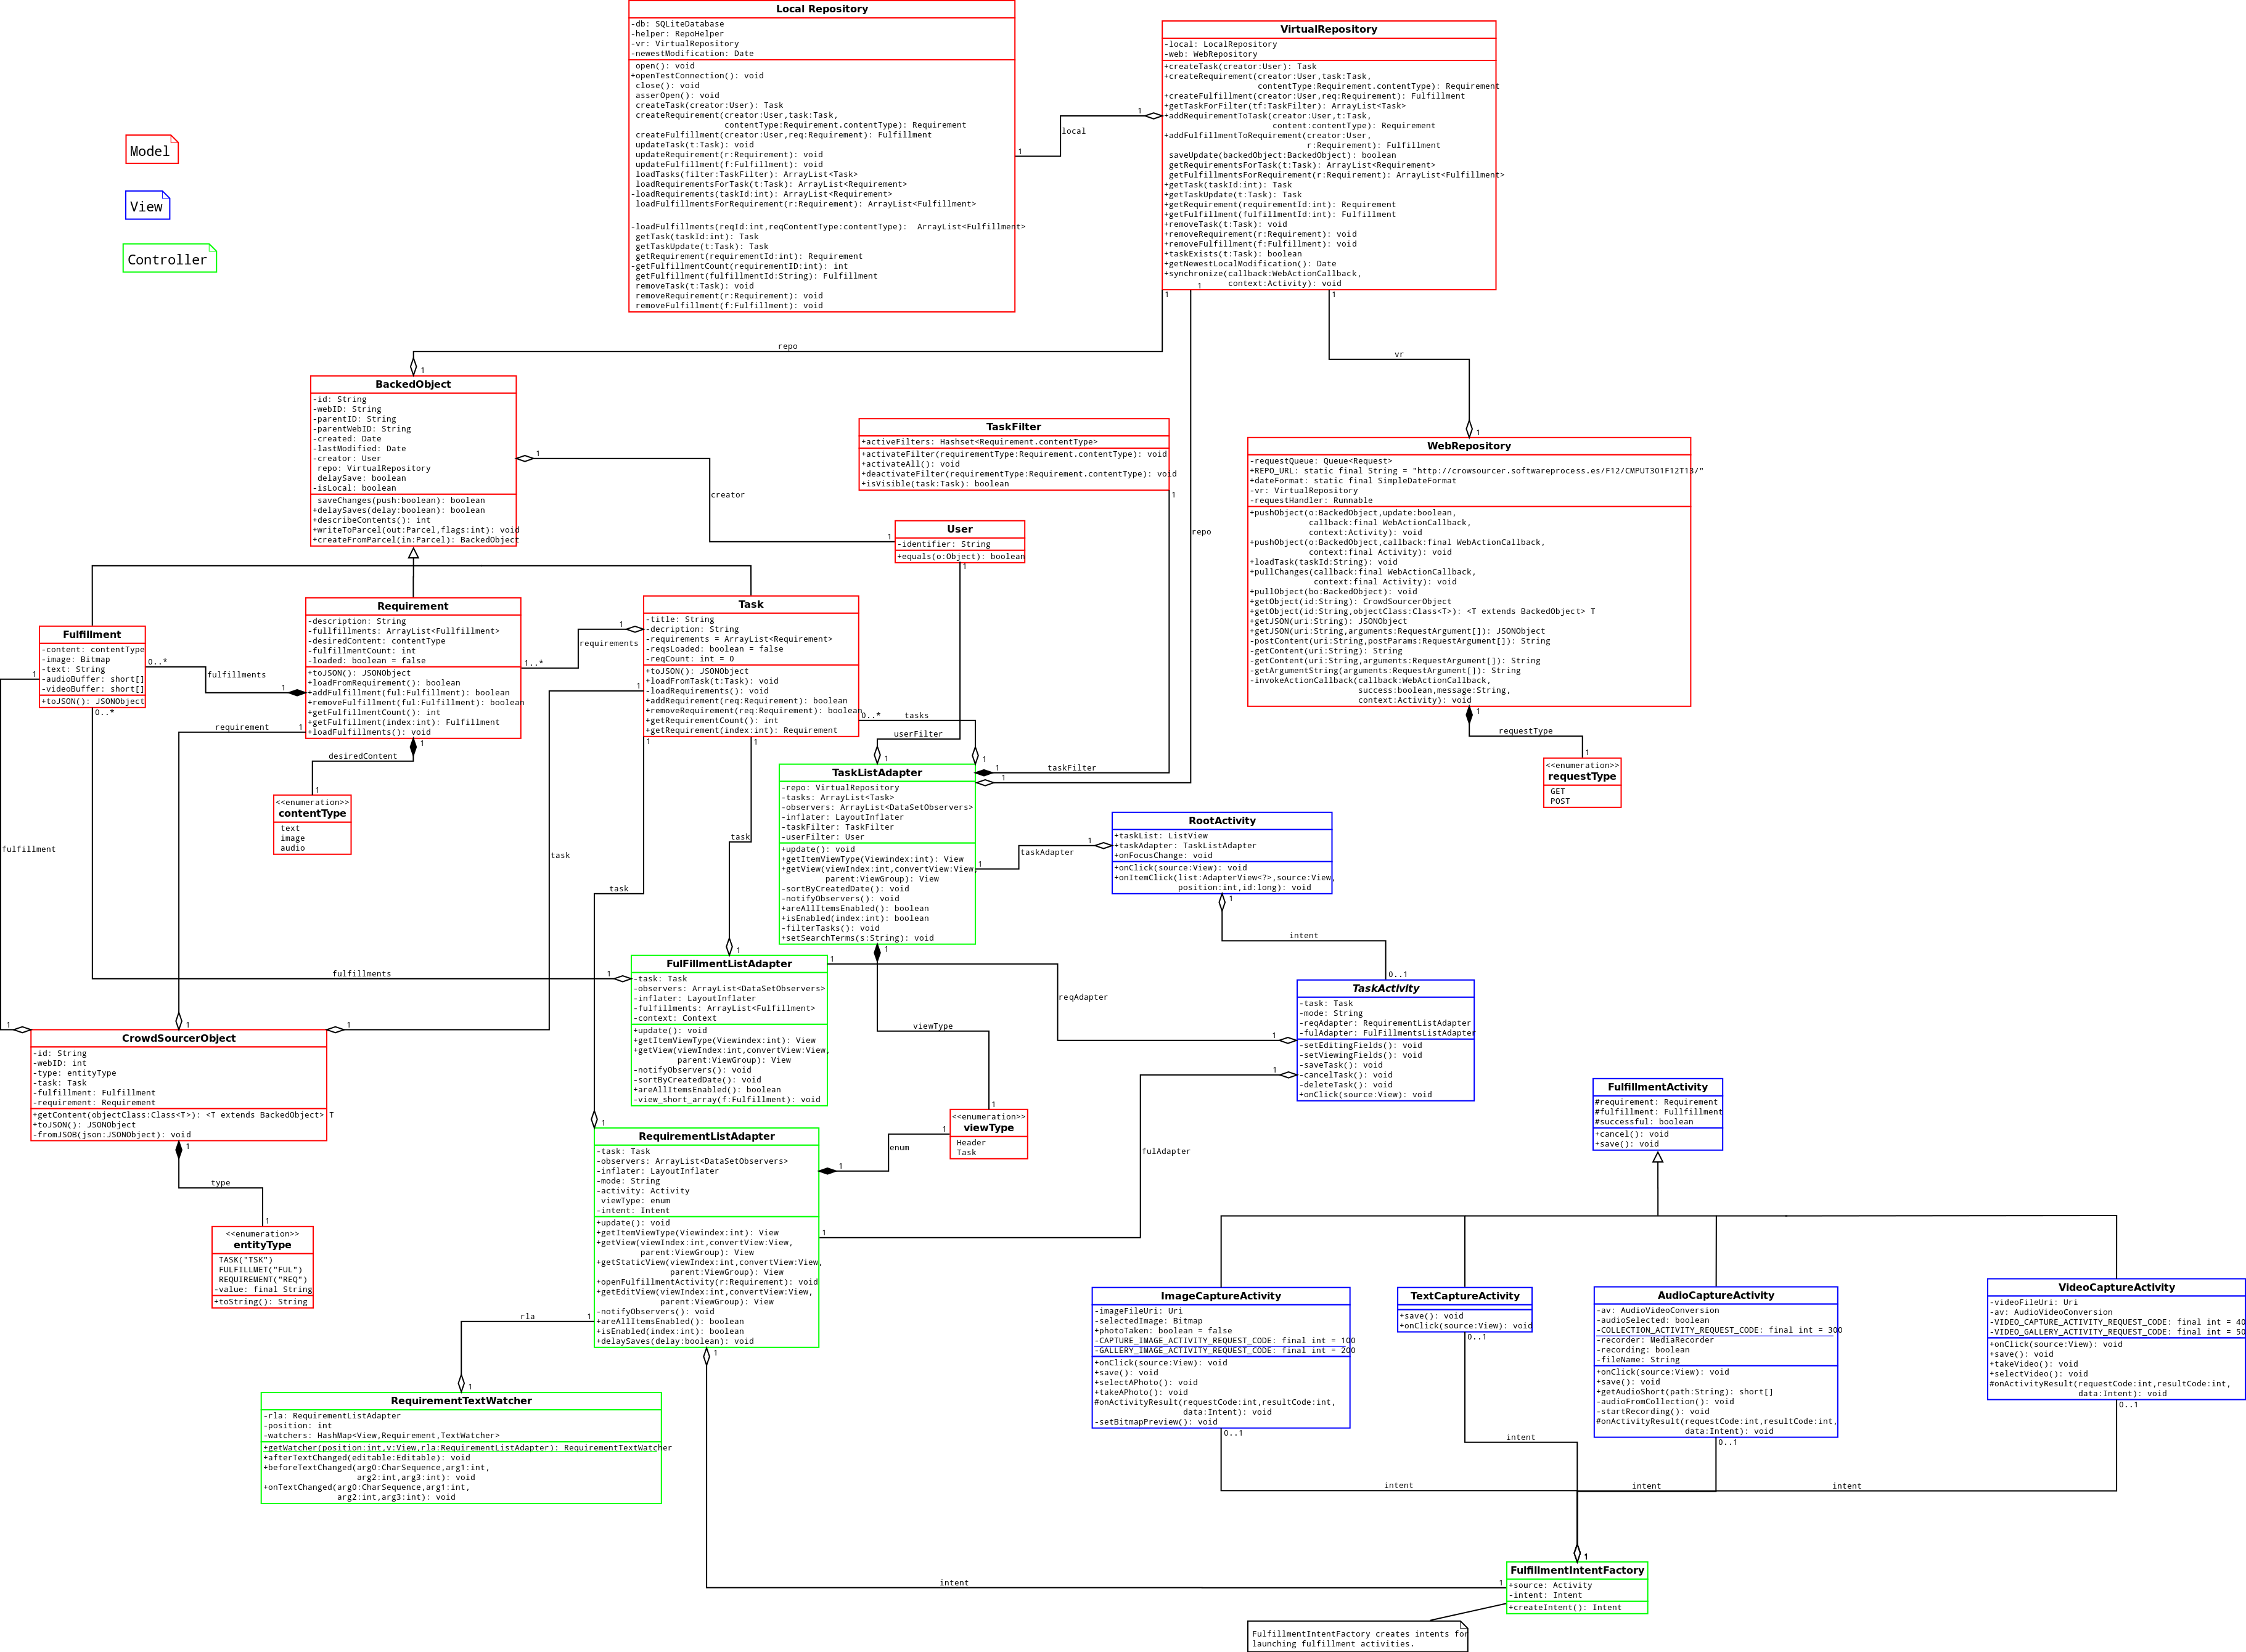 Local Repository
-db: SQLiteDatabase
-helper: RepoHelper
-vr: VirtualRepository
-newestModification: Date
open(): void
+openTestConnection(): void
close(): void
asserOpen(): void
createTask(creator:User): Task
createRequirement(creator:User,task:Task,
contentType:Requirement.contentType): Requirement
createFulfillment(creator:User,req:Requirement): Fulfillment
updateTask(t:Task): void
updateRequirement(r:Requirement): void
updateFulfillment(f:Fulfillment): void
loadTasks(filter:TaskFilter): ArrayList<Task>
loadRequirementsForTask(t:Task): ArrayList<Requirement>
-loadRequirements(taskId:int): ArrayList<Requirement>
loadFulfillmentsForRequirement(r:Requirement): ArrayList<Fulfillment>
-loadFulfillments(reqId:int,reqContentType:contentType):  ArrayList<Fulfillment>
getTask(taskId:int): Task
getTaskUpdate(t:Task): Task
getRequirement(requirementId:int): Requirement
-getFulfillmentCount(requirementID:int): int
getFulfillment(fulfillmentId:String): Fulfillment
removeTask(t:Task): void
removeRequirement(r:Requirement): void
removeFulfillment(f:Fulfillment): void
1
local
1
VirtualRepository
-local: LocalRepository
-web: WebRepository
+createTask(creator:User): Task
+createRequirement(creator:User,task:Task,
contentType:Requirement.contentType): Requirement
+createFulfillment(creator:User,req:Requirement): Fulfillment
+getTaskForFilter(tf:TaskFilter): ArrayList<Task>
+addRequirementToTask(creator:User,t:Task,
content:contentType): Requirement
+addFulfillmentToRequirement(creator:User,
r:Requirement): Fulfillment
saveUpdate(backedObject:BackedObject): boolean
getRequirementsForTask(t:Task): ArrayList<Requirement>
getFulfillmentsForRequirement(r:Requirement): ArrayList<Fulfillment>
+getTask(taskId:int): Task
+getTaskUpdate(t:Task): Task
+getRequirement(requirementId:int): Requirement
+getFulfillment(fulfillmentId:int): Fulfillment
+removeTask(t:Task): void
+removeRequirement(r:Requirement): void
+removeFulfillment(f:Fulfillment): void
+taskExists(t:Task): boolean
+getNewestLocalModification(): Date
+synchronize(callback:WebActionCallback,
context:Activity): void
1
1
1
Model
View
Controller
repo
1
vr
1
BackedObject
-id: String
-webID: String
-parentID: String
-parentWebID: String
-created: Date
-lastModified: Date
-creator: User
repo: VirtualRepository
delaySave: boolean
-isLocal: boolean
saveChanges(push:boolean): boolean
+delaySaves(delay:boolean): boolean
+describeContents(): int
+writeToParcel(out:Parcel,flags:int): void
+createFromParcel(in:Parcel): BackedObject
1
creator
1
TaskFilter
+activeFilters: Hashset<Requirement.contentType>
+activateFilter(requirementType:Requirement.contentType): void
+activateAll(): void
+deactivateFilter(requirementType:Requirement.contentType): void
+isVisible(task:Task): boolean
1
User
-identifier: String
+equals(o:Object): boolean
1
repo
WebRepository
-requestQueue: Queue<Request>
+REPO_URL: static final String = "http://crowsourcer.softwareprocess.es/F12/CMPUT301F12T13/"
+dateFormat: static final SimpleDateFormat
-vr: VirtualRepository
-requestHandler: Runnable
+pushObject(o:BackedObject,update:boolean,
callback:final WebActionCallback,
context:Activity): void
+pushObject(o:BackedObject,callback:final WebActionCallback,
context:final Activity): void
+loadTask(taskId:String): void
+pullChanges(callback:final WebActionCallback,
context:final Activity): void
+pullObject(bo:BackedObject): void
+getObject(id:String): CrowdSourcerObject
+getObject(id:String,objectClass:Class<T>): <T extends BackedObject> T
+getJSON(uri:String): JSONObject
+getJSON(uri:String,arguments:RequestArgument[]): JSONObject
-postContent(uri:String,postParams:RequestArgument[]): String
-getContent(uri:String): String
-getContent(uri:String,arguments:RequestArgument[]): String
-getArgumentString(arguments:RequestArgument[]): String
-invokeActionCallback(callback:WebActionCallback,
success:boolean,message:String,
context:Activity): void
1
requestType
1
<<enumeration>>
requestType
GET
POST
Fulfillment
-content: contentType
-image: Bitmap
-text: String
-audioBuffer: short[]
-videoBuffer: short[]
+toJSON(): JSONObject
1
0..*
0..*
fulfillments
1
Requirement
-description: String
-fullfillments: ArrayList<Fullfillment>
-desiredContent: contentType
-fulfillmentCount: int
-loaded: boolean = false
+toJSON(): JSONObject
+loadFromRequirement(): boolean
+addFulfillment(ful:Fulfillment): boolean
+removeFulfillment(ful:Fulfillment): boolean
+getFulfillmentCount(): int
+getFulfillment(index:int): Fulfillment
+loadFulfillments(): void
requirement
1
1
desiredContent
1
<<enumeration>>
contentType
text
image
audio
1..*
requirements
1
Task
-title: String
-decription: String
-requirements = ArrayList<Requirement>
-reqsLoaded: boolean = false
-reqCount: int = 0
+toJSON(): JSONObject
+loadFromTask(t:Task): void
-loadRequirements(): void
+addRequirement(req:Requirement): boolean
+removeRequirement(req:Requirement): boolean
+getRequirementCount(): int
+getRequirement(index:int): Requirement
1
1
1
0..*
tasks
1
userFilter
1
1
taskFilter
1
TaskListAdapter
-repo: VirtualRepository
-tasks: ArrayList<Task>
-observers: ArrayList<DataSetObservers>
-inflater: LayoutInflater
-taskFilter: TaskFilter
-userFilter: User
+update(): void
+getItemViewType(Viewindex:int): View
+getView(viewIndex:int,convertView:View,
parent:ViewGroup): View
-sortByCreatedDate(): void
-notifyObservers(): void
+areAllItemsEnabled(): boolean
+isEnabled(index:int): boolean
-filterTasks(): void
+setSearchTerms(s:String): void
1
taskAdapter
1
1
RootActivity
+taskList: ListView
+taskAdapter: TaskListAdapter
+onFocusChange: void
+onClick(source:View): void
+onItemClick(list:AdapterView<?>,source:View,
position:int,id:long): void
1
intent
0..1
fulfillment
task
task
task
1
FulFillmentListAdapter
-task: Task
-observers: ArrayList<DataSetObservers>
-inflater: LayoutInflater
-fulfillments: ArrayList<Fulfillment>
-context: Context
+update(): void
+getItemViewType(Viewindex:int): View
+getView(viewIndex:int,convertView:View,
parent:ViewGroup): View
-notifyObservers(): void
-sortByCreatedDate(): void
+areAllItemsEnabled(): boolean
-view_short_array(f:Fulfillment): void
fulfillments
1
1
reqAdapter
1
TaskActivity
-task: Task
-mode: String
-reqAdapter: RequirementListAdapter
-fulAdapter: FulFillmentsListAdapter
-setEditingFields(): void
-setViewingFields(): void
-saveTask(): void
-cancelTask(): void
-deleteTask(): void
+onClick(source:View): void
1
fulAdapter
viewType
1
<<enumeration>>
viewType
Header
Task
1
enum
1
1
1
1
CrowdSourcerObject
-id: String
-webID: int
-type: entityType
-task: Task
-fulfillment: Fulfillment
-requirement: Requirement
+getContent(objectClass:Class<T>): <T extends BackedObject> T
+toJSON(): JSONObject
-fromJSOB(json:JSONObject): void
1
type
1
<<enumeration>>
entityType
TASK("TSK")
FULFILLMET("FUL")
REQUIREMENT("REQ")
-value: final String
+toString(): String
1
RequirementListAdapter
-task: Task
-observers: ArrayList<DataSetObservers>
-inflater: LayoutInflater
-mode: String
-activity: Activity
viewType: enum
-intent: Intent
+update(): void
+getItemViewType(Viewindex:int): View
+getView(viewIndex:int,convertView:View,
parent:ViewGroup): View
+getStaticView(viewIndex:int,convertView:View,
parent:ViewGroup): View
+openFulfillmentActivity(r:Requirement): void
+getEditView(viewIndex:int,convertView:View,
parent:ViewGroup): View
-notifyObservers(): void
+areAllItemsEnabled(): boolean
+isEnabled(index:int): boolean
+delaySaves(delay:boolean): void
1
rla
1
1
1
RequirementTextWatcher
-rla: RequirementListAdapter
-position: int
-watchers: HashMap<View,Requirement,TextWatcher>
+getWatcher(position:int,v:View,rla:RequirementListAdapter): RequirementTextWatcher
+afterTextChanged(editable:Editable): void
+beforeTextChanged(arg0:CharSequence,arg1:int,
arg2:int,arg3:int): void
+onTextChanged(arg0:CharSequence,arg1:int,
arg2:int,arg3:int): void
FulfillmentActivity
#requirement: Requirement
#fulfillment: Fullfillment
#successful: boolean
+cancel(): void
+save(): void
ImageCaptureActivity
-imageFileUri: Uri
-selectedImage: Bitmap
+photoTaken: boolean = false
-CAPTURE_IMAGE_ACTIVITY_REQUEST_CODE: final int = 100
-GALLERY_IMAGE_ACTIVITY_REQUEST_CODE: final int = 200
+onClick(source:View): void
+save(): void
+selectAPhoto(): void
+takeAPhoto(): void
#onActivityResult(requestCode:int,resultCode:int,
data:Intent): void
-setBitmapPreview(): void
0..1
TextCaptureActivity
+save(): void
+onClick(source:View): void
0..1
AudioCaptureActivity
-av: AudioVideoConversion
-audioSelected: boolean
-COLLECTION_ACTIVITY_REQUEST_CODE: final int = 300
-recorder: MediaRecorder
-recording: boolean
-fileName: String
+onClick(source:View): void
+save(): void
+getAudioShort(path:String): short[]
-audioFromCollection(): void
-startRecording(): void
#onActivityResult(requestCode:int,resultCode:int,
data:Intent): void
0..1
VideoCaptureActivity
-videoFileUri: Uri
-av: AudioVideoConversion
-VIDEO_CAPTURE_ACTIVITY_REQUEST_CODE: final int = 40
-VIDEO_GALLERY_ACTIVITY_REQUEST_CODE: final int = 50
+onClick(source:View): void
+save(): void
+takeVideo(): void
+selectVideo(): void
#onActivityResult(requestCode:int,resultCode:int,
data:Intent): void
0..1
intent
intent
intent
intent
1
intent
1
FulfillmentIntentFactory
+source: Activity
-intent: Intent
+createIntent(): Intent
FulfillmentIntentFactory creates intents for
launching fulfillment activities.